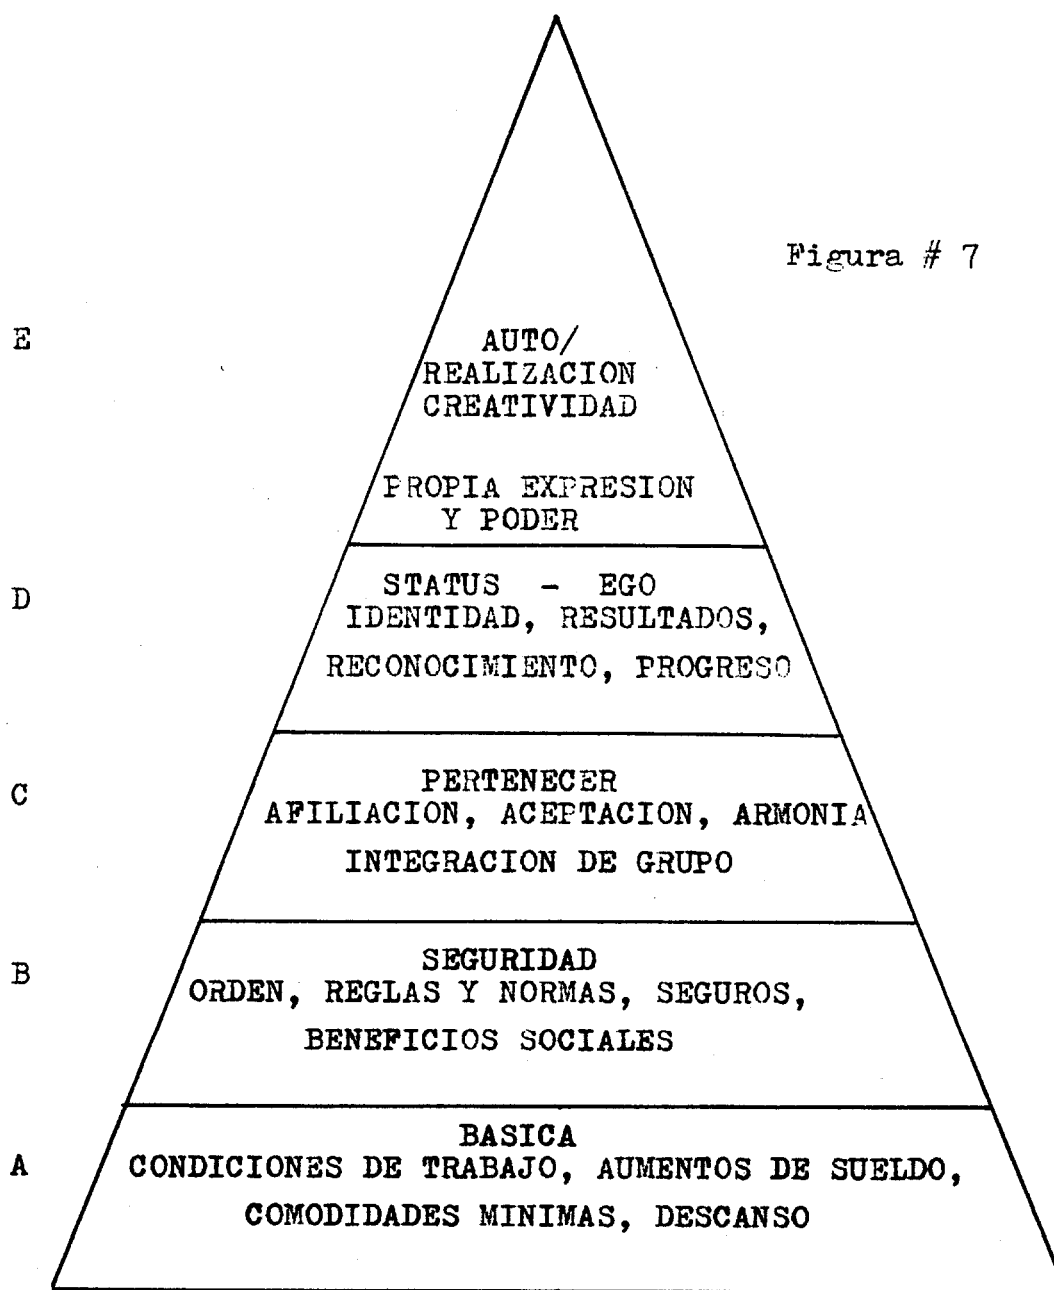 Figura # 7
E
AUTO/
REALIZACION
CREATIVIDAD
PROPIA EXPRESION
Y PODER
D
STATUS - EGO
IDENTIDAD, RESULTADOS,
RECONOCIMIENTO, PROGRESO
C
PERTENECER
AFILIACION, ACEPTACION, ARMONIA
INTEGRACION DE GRUPO
B
SEGURIDAD
ORDEN, REGLAS Y NORMAS, SEGUROS,
BENEFICIOS SOCIALES
A
BASICA
CONDICIONES DE TRABAJO, AUMENTOS DE SUELDO,
COMODIDADES MINIMAS, DESCANSO